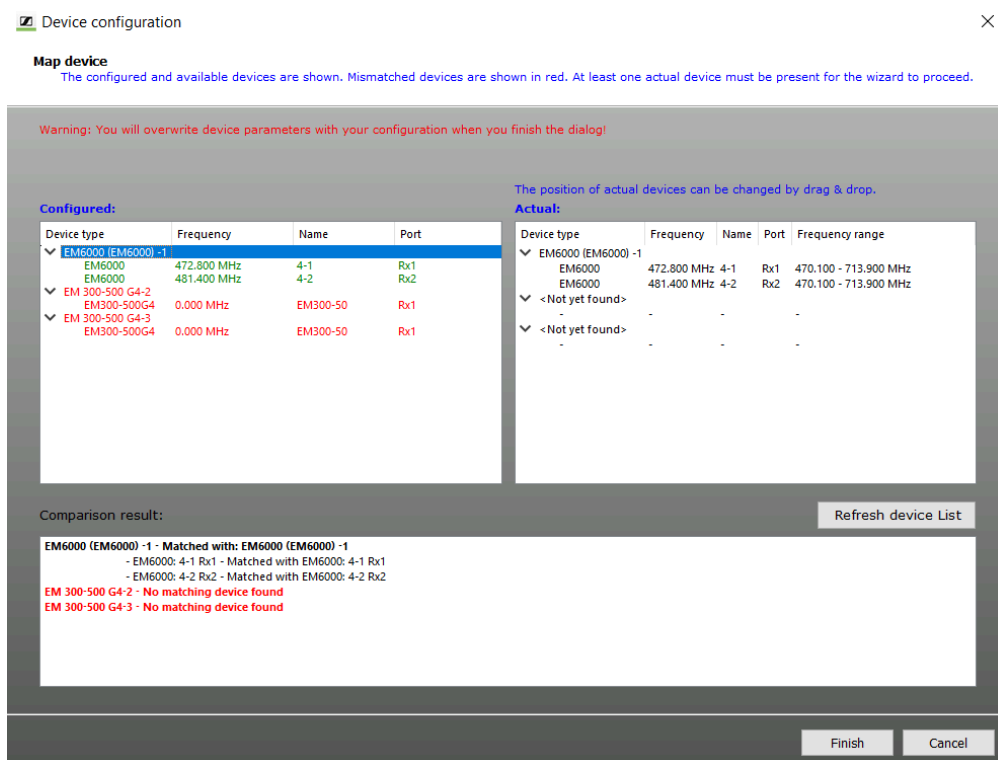 Device configuration
Map device
The configured and available devices are shown. Mismatched devices are shown in red. At least one actual device must be present for the wizard to proceed.
Warning: You will overwrite device parameters with your configuration when you finish the dialog!
The position of actual devices can be changed by drag & drop.
Configured:
Actual:
Device type Frequency Name Port
EM6000 (EM6000) -1
EM6000 472.800 MHz 4-1 Rx1
EM6000 481.400 MHz 4-2 Rx2
EM 300-500 G4-2
EM300-500G4 0.000 MHz EM300-50 Rx1
EM 300-500 G4-3
EM300-500G4 0.000 MHz EM300-50 Rx1
Device type Frequency Name Port Frequency range
EM6000 (EM6000) -1
EM6000 472.800 MHz 4-1 Rx1 470.100 - 713.900 MHz
EM6000 481.400 MHz 4-2 Rx2 470.100 - 713.900 MHz
<Not yet found>
- - - -
<Not yet found>
- - - -
Comparison result:
Refresh device List
EM6000 (EM6000) -1 - Matched with: EM6000 (EM6000) -1
- EM6000: 4-1 Rx1 - Matched with EM6000: 4-1 Rx1
- EM6000: 4-2 Rx2 - Matched with EM6000: 4-2 Rx2
EM 300-500 G4-2 - No matching device found
EM 300-500 G4-3 - No matching device found
Finish Cancel